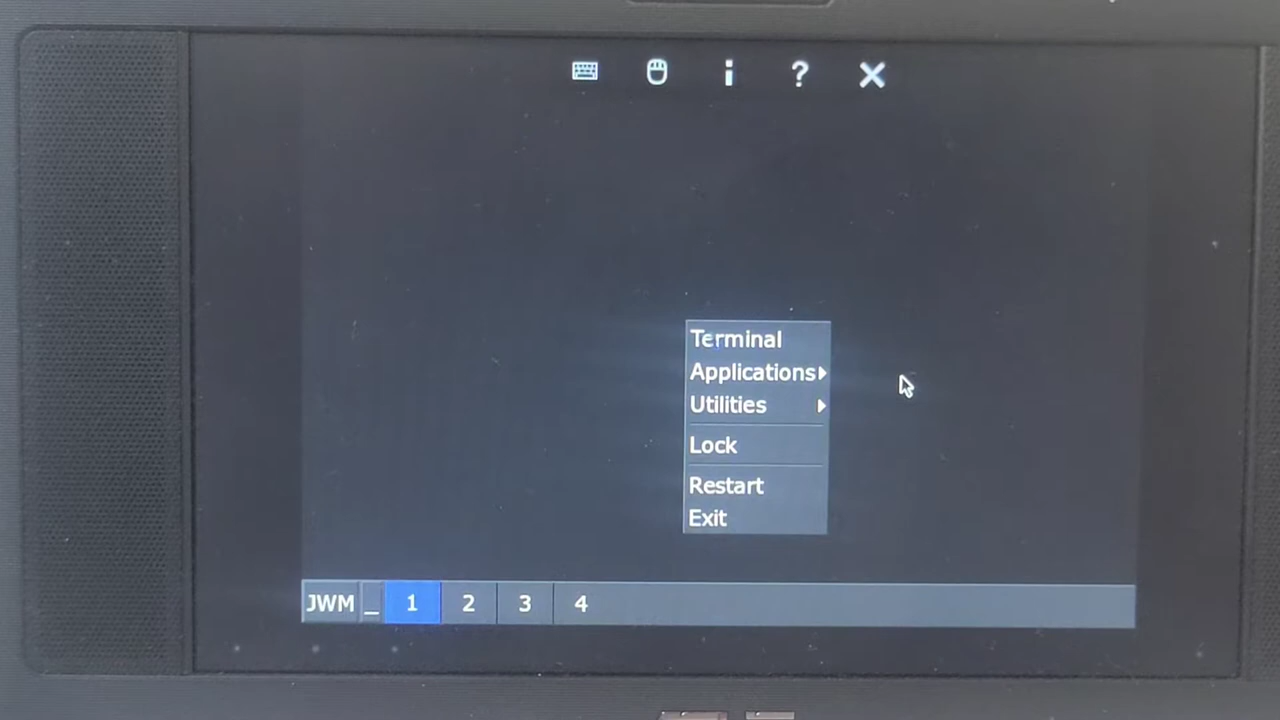 ?
Terminal
Applications
Utilities
Lock
Restart
Exit
JWM _ 1 2 3 4